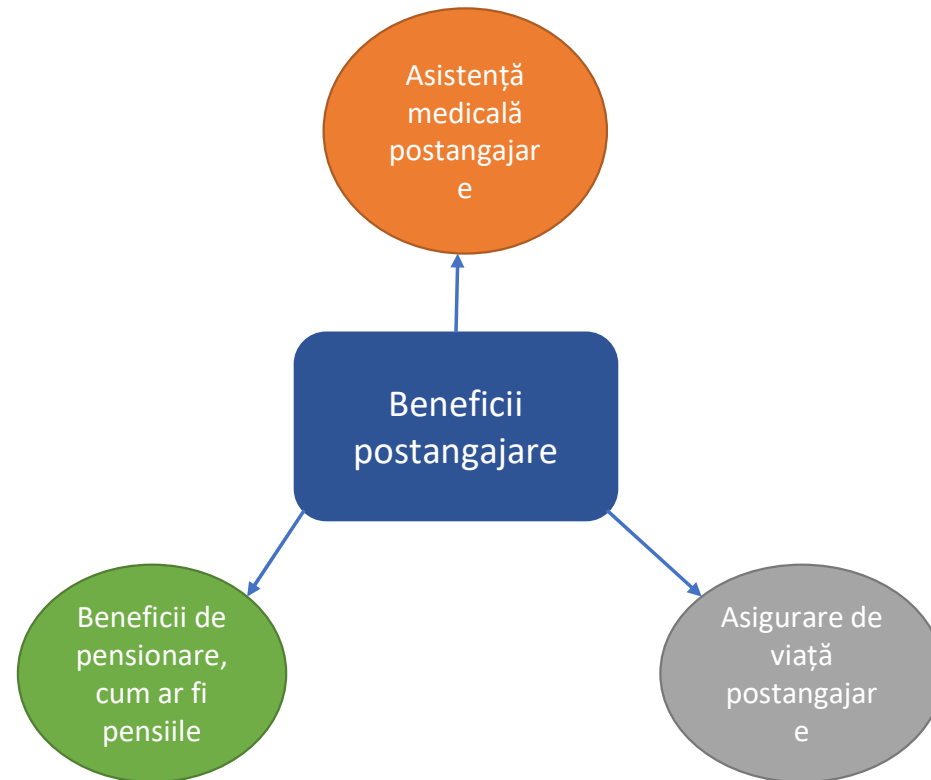 Asistență
medicală
postangajar
e
Beneficii
postangajare
Beneficii de
pensionare,
cum ar fi
pensiile
Asigurare de
viață
postangajar
e